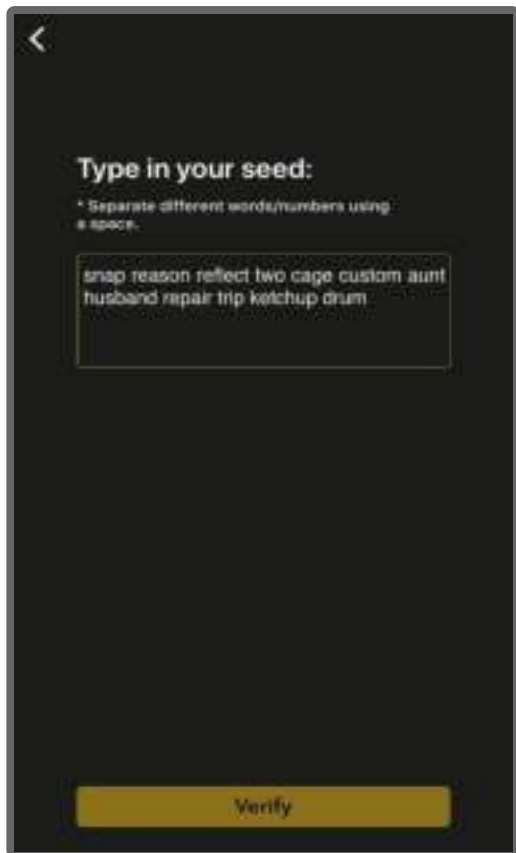 Type in your seed:
* Separate different words/numbers using
a space.
snap reason reflect two cage custom aunt
husband repair trip ketchup drum
Verify